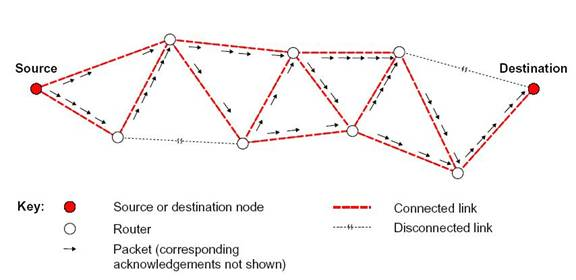 Source
Destination
Key:
Source or destination node
Router
Packet (corresponding
acknowledgements not shown)
Connected link
Disconnected link